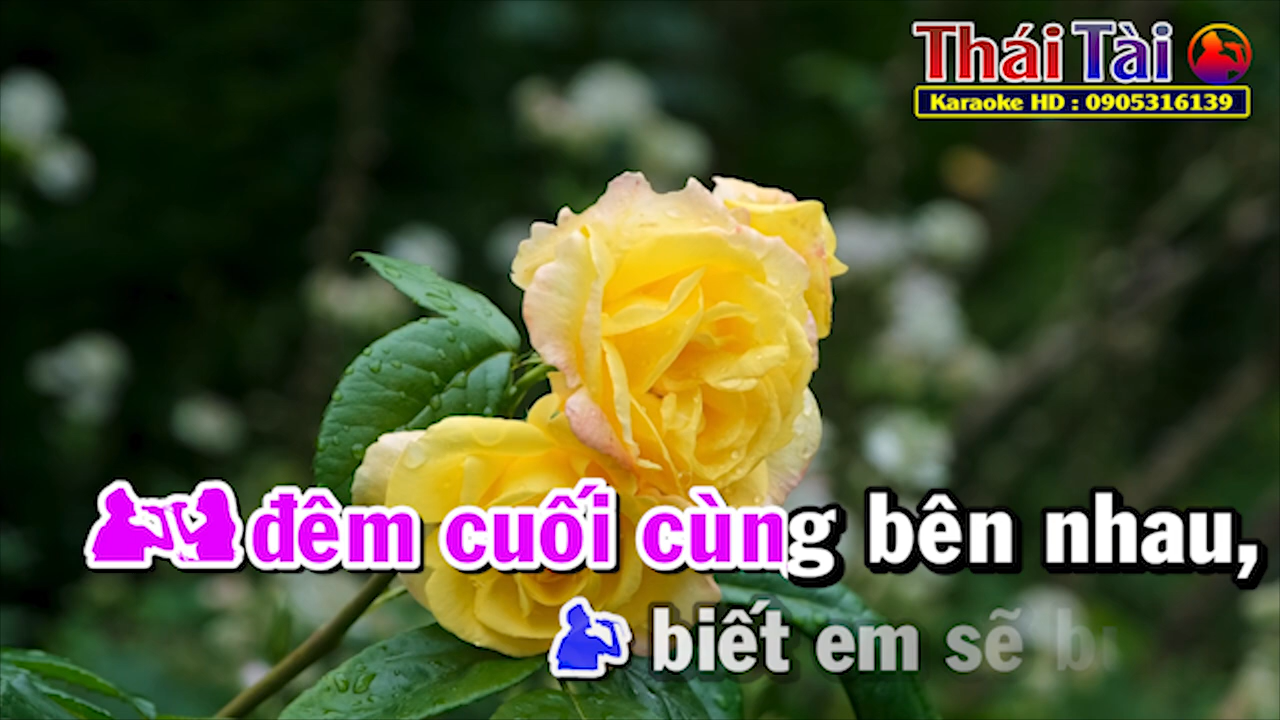 Thái Tài
Karaoke HD : 0905316139
đêm cuối cùng bên nhau,
biết em sẽ